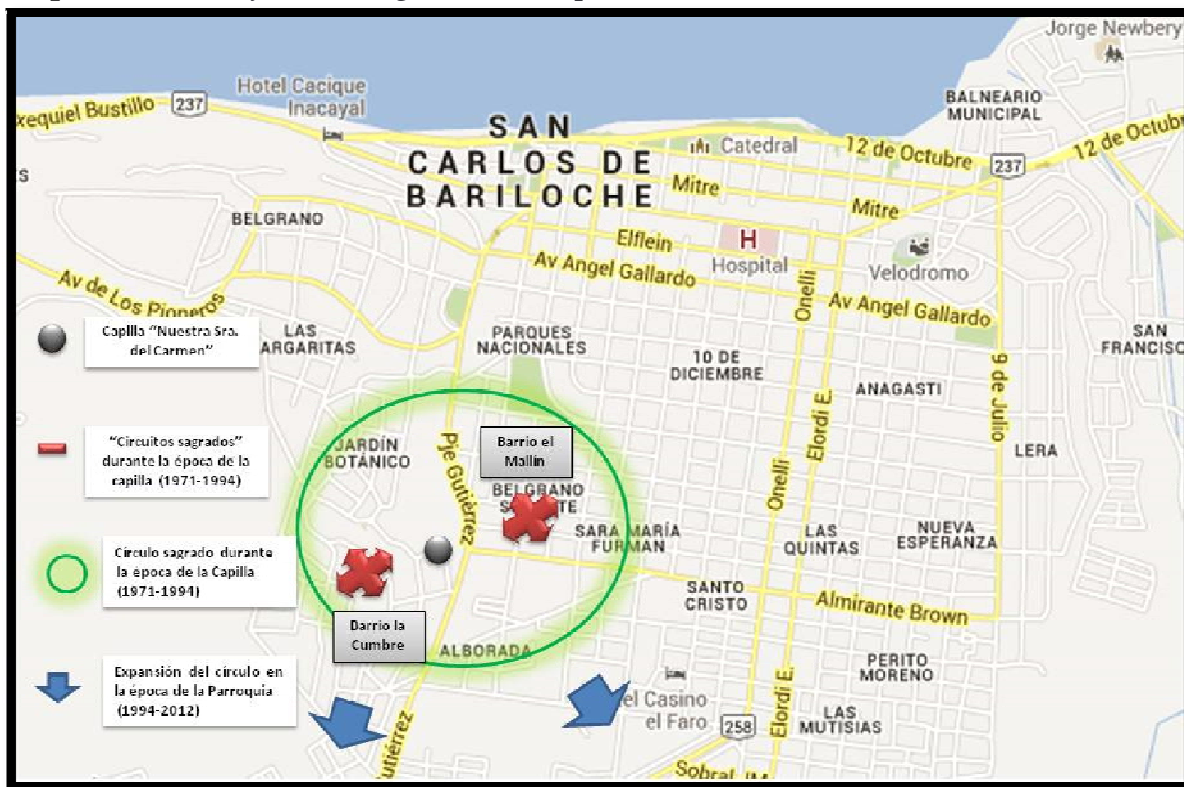 Jorge Newbery
Hotel Cacique
Inacayal
xequiel Bustillo
237
BALNEARIO
MUNICIPAL
SAN
CARLOS DE
BARILOCHE
Catedral
12 de Octubre
12 de Octubre
237
S
Mitre
Mitre
BELGRANO
Elflein
H
Hospital
Velodromo
Av Angel Gallardo
Av Angel Gallardo
Onelli
Av de Los Pioneros
Capilla "Nuestra Sra.
del Carmen"
LAS
ARGARITAS
PARQUES
NACIONALES
10 DE
DICIEMBRE
SAN
FRANCISC
ANAGASTI
9 de Julio
Elordi E.
"Circuitos sagrados"
durante la época de la
capilla (1971-1994)
JARDÍN
BOTÁNICO
Pje Gutiérrez
Barrio el
Mallín
LERA
BELGRANO
Onelli
SARA MARÍA
FURMAN
LAS
QUINTAS
NUEVA
ESPERANZA
Círculo sagrado durante
la época de la Capilla
(1971-1994)
SANTO
CRISTO
Almirante Brown
Barrio la
Cumbre
ALBORADA
Expansión del círculo en
la época de la Parroquia
(1994-2012)
PERITO
MORENO
el Casino
el Faro
258
Elordi E.
LAS
MUTISIAS
utiérrez
Sobral